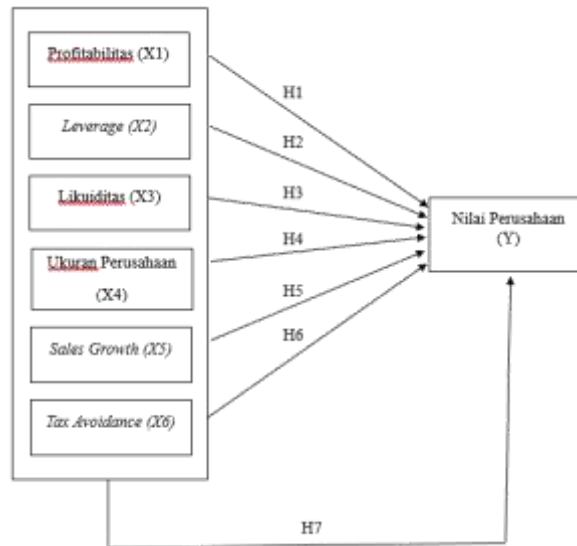 Profitabilitas (X1)
Leverage (X2)
Likuiditas (X3)
Ukuran Perusahaan
(X4)
Sales Growth (X5)
Tax Avoidance (X6)
H1
H2
H3
H4
H5
H6
Nilai Perusahaan
(Y)
H7